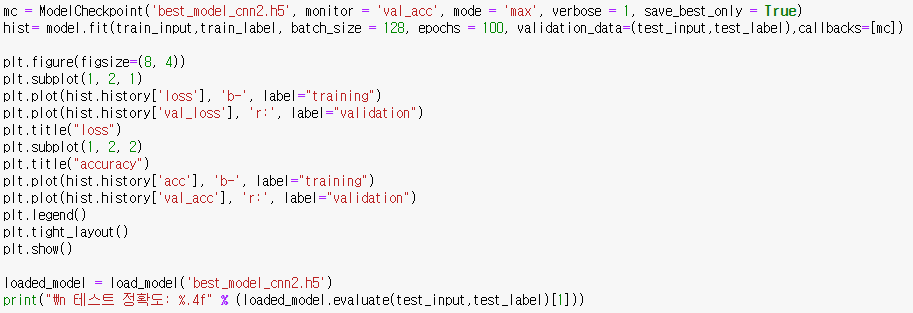 mc = ModelCheckpoint('best_model_cnn2.h5', monitor = 'val_acc', mode = 'max', verbose = 1, save_best_only = True)
hist= model.fit(train_input,train_label, batch_size = 128, epochs = 100, validation_data=(test_input,test_label),callbacks=[mc])
plt.figure(figsize=(8, 4))
plt.subplot(1, 2, 1)
plt.plot(hist.history['loss'], 'b-', label="training")
plt.plot(hist.history['val_loss'], 'r:', label="validation")
plt.title("loss")
plt.subplot(1, 2, 2)
plt.title("accuracy")
plt.plot(hist.history['acc'], 'b-', label="training")
plt.plot(hist.history['val_acc'], 'r:', label="validation")
plt.legend()
plt.tight_layout()
plt.show()
loaded_model = load_model('best_model_cnn2.h5')
print("₩n 테스트 정확도: %.4f" % (loaded_model.evaluate(test_input,test_label)[1]))